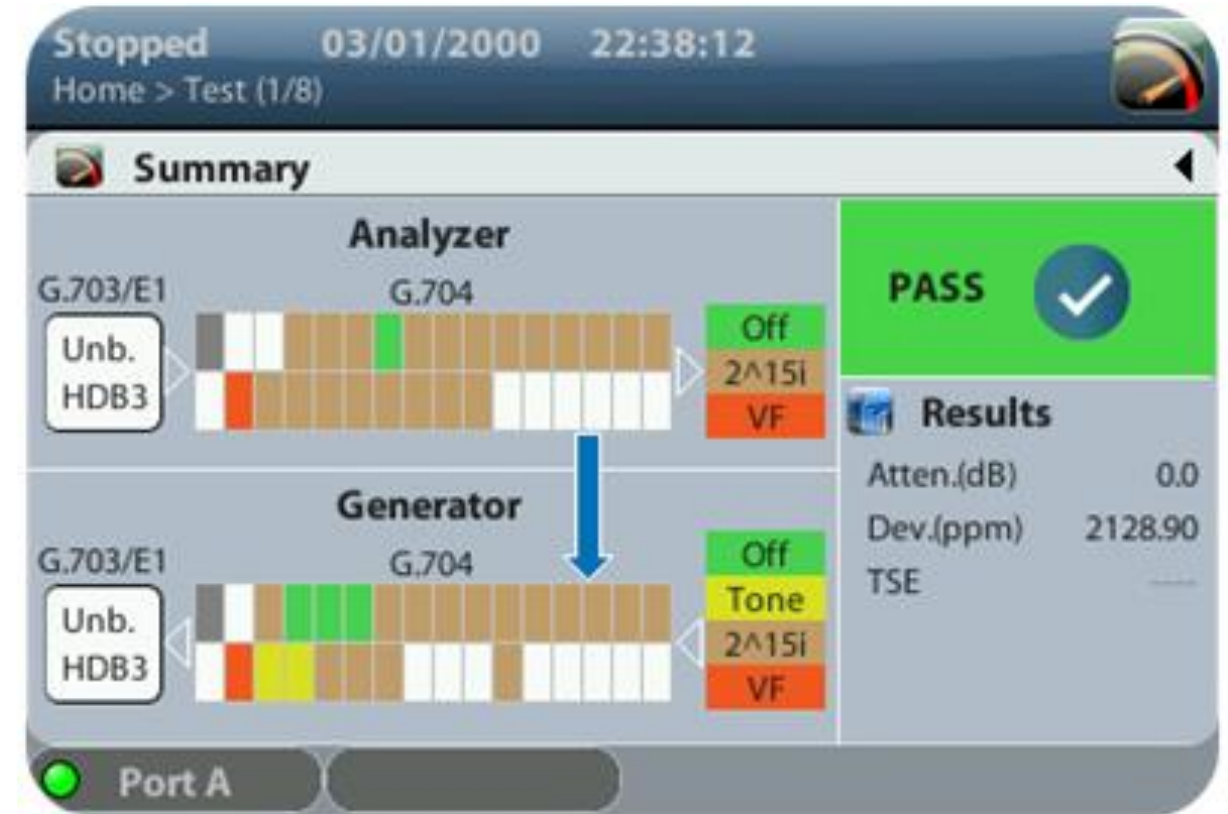 Stopped 03/01/2000 22:38:12
Home > Test (1/8)
Summary
Analyzer
G.703/E1 G.704
Unb.
HDB3
Off
2^15i
VF
Generator
G.703/E1 G.704
Unb.
HDB3
Off
Tone
2^15i
VF
PASS
Results
Atten.(dB) 0.0
Dev.(ppm) 2128.90
TSE ----
Port A